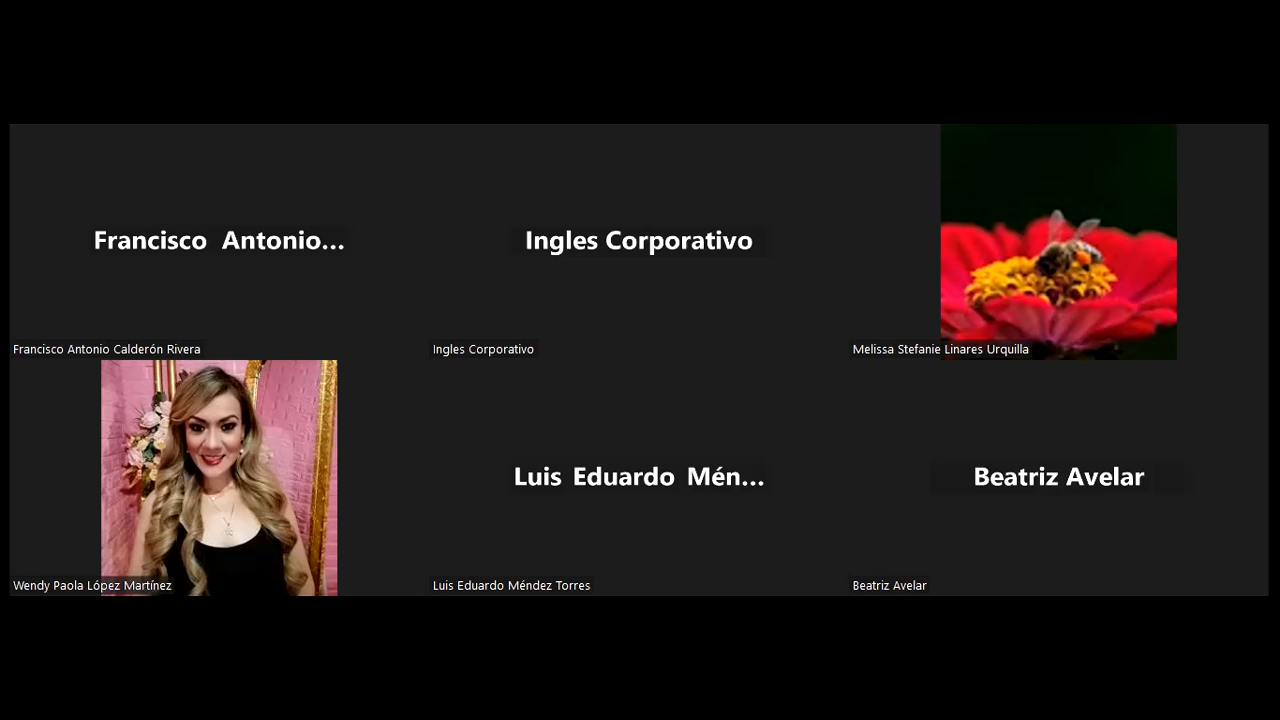 Francisco Antonio...
Ingles Corporativo
Francisco Antonio Calderón Rivera
Ingles Corporativo
Melissa Stefanie Linares Urquilla
Luis Eduardo Mén...
Beatriz Avelar
Wendy Paola López Martínez
Luis Eduardo Méndez Torres
Beatriz Avelar